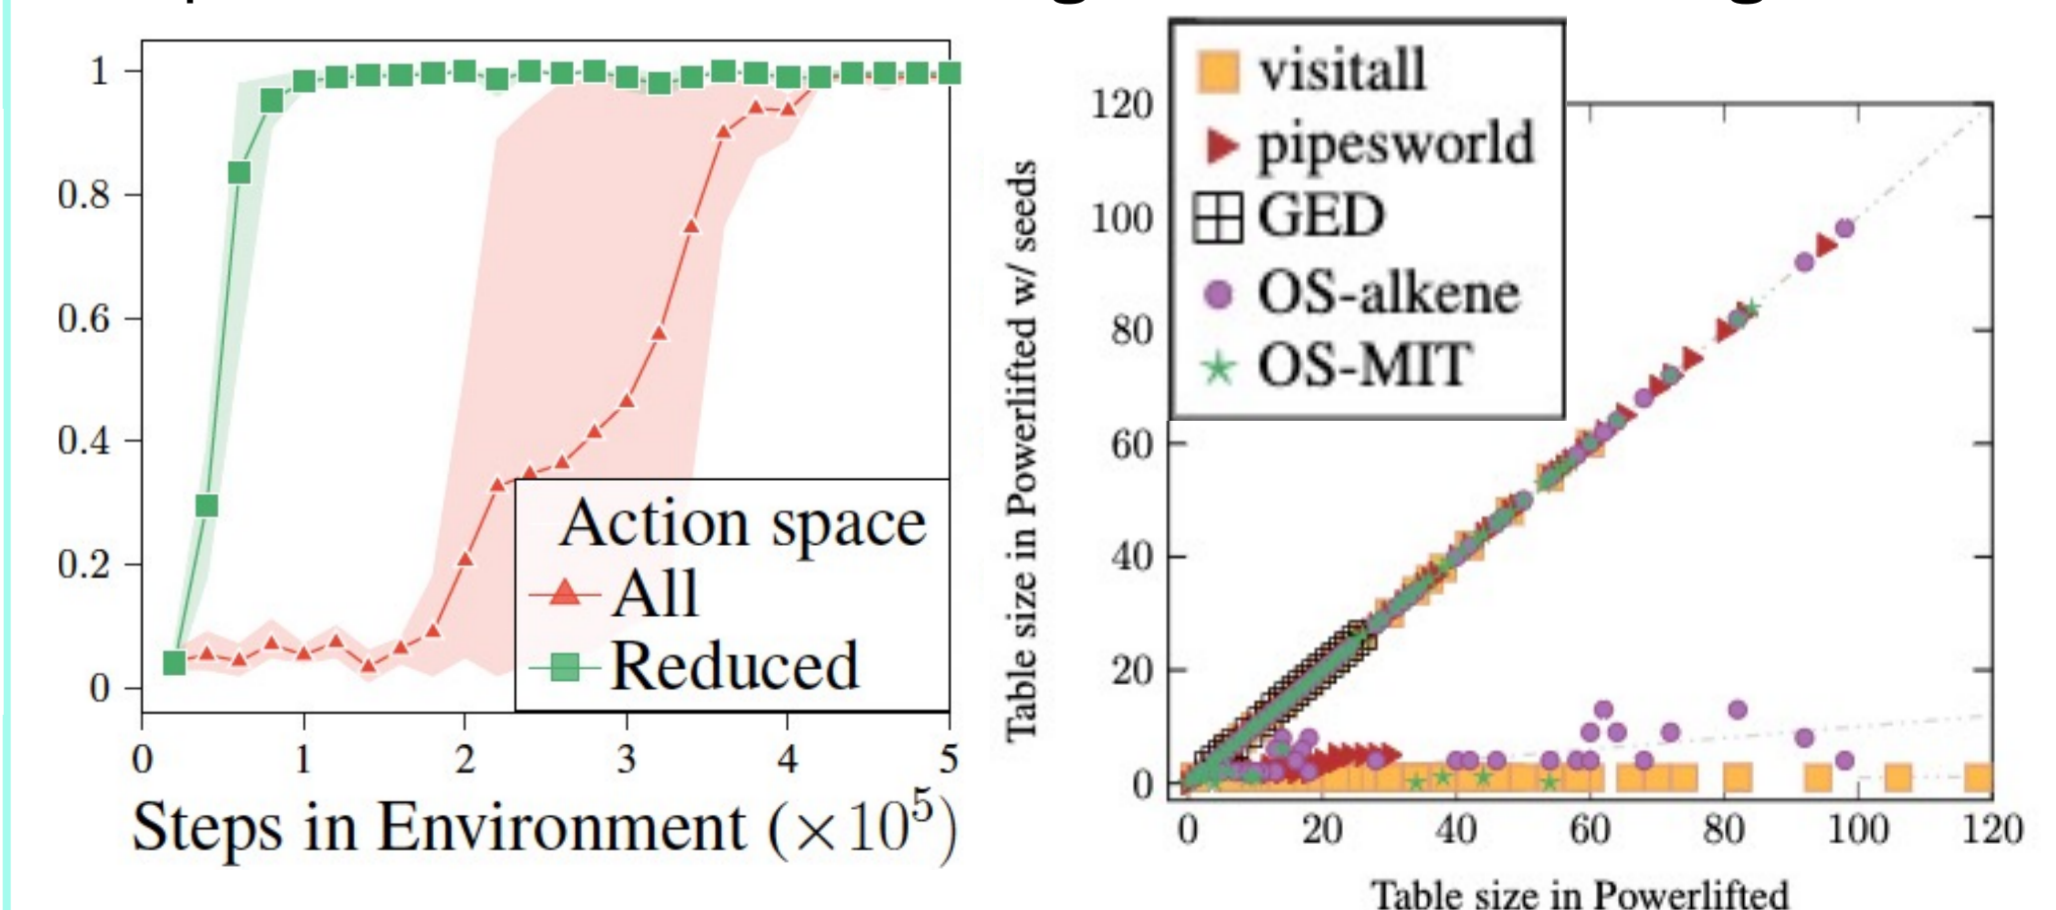 1
0.8
0.6
0.4
0.2
0
0 1 2 3 4 5
Steps in Environment (×10⁵)
Action space
All
Reduced
visitall
pipesworld
GED
OS-alkene
OS-MIT
Table size in Powerlifted w/ seeds
120
100
80
60
40
20
0
0 20 40 60 80 100 120
Table size in Powerlifted